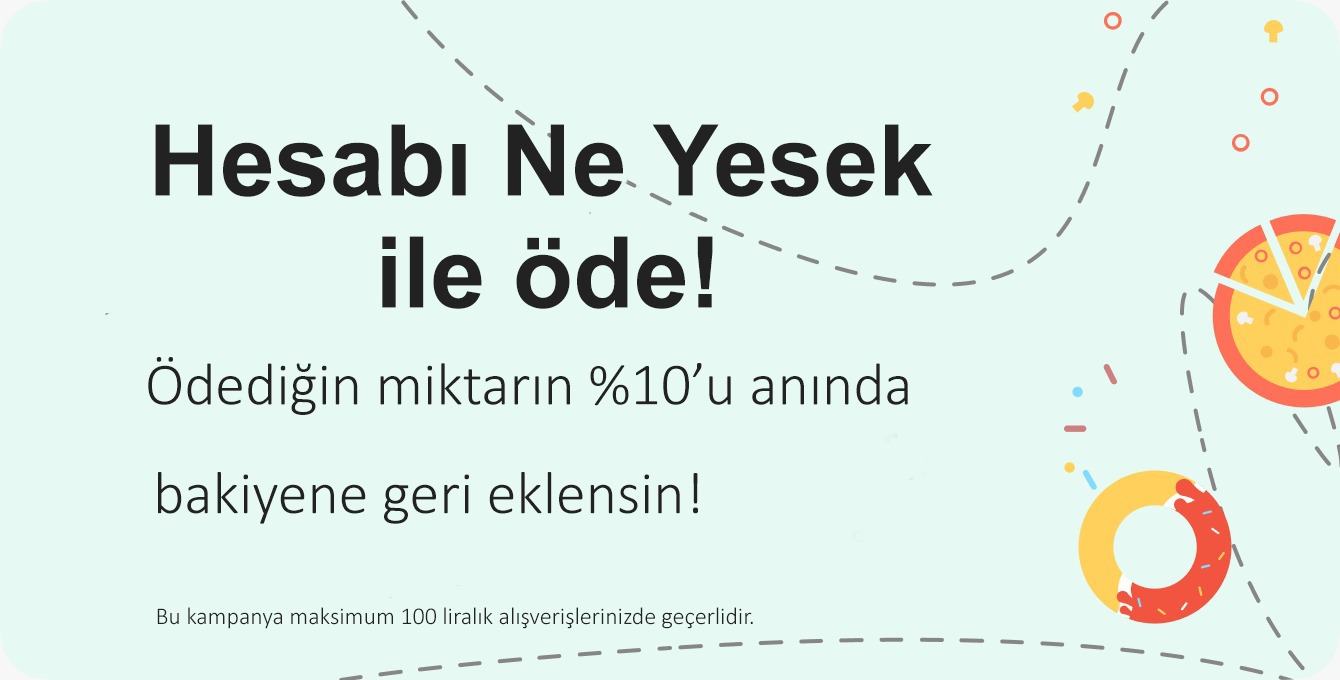 Hesabı Ne Yesek
ile öde!
Ödediğin miktarın %10’u anında
bakiyene geri eklensin!
Bu kampanya maksimum 100 liralık alışverişlerinizde geçerlidir.